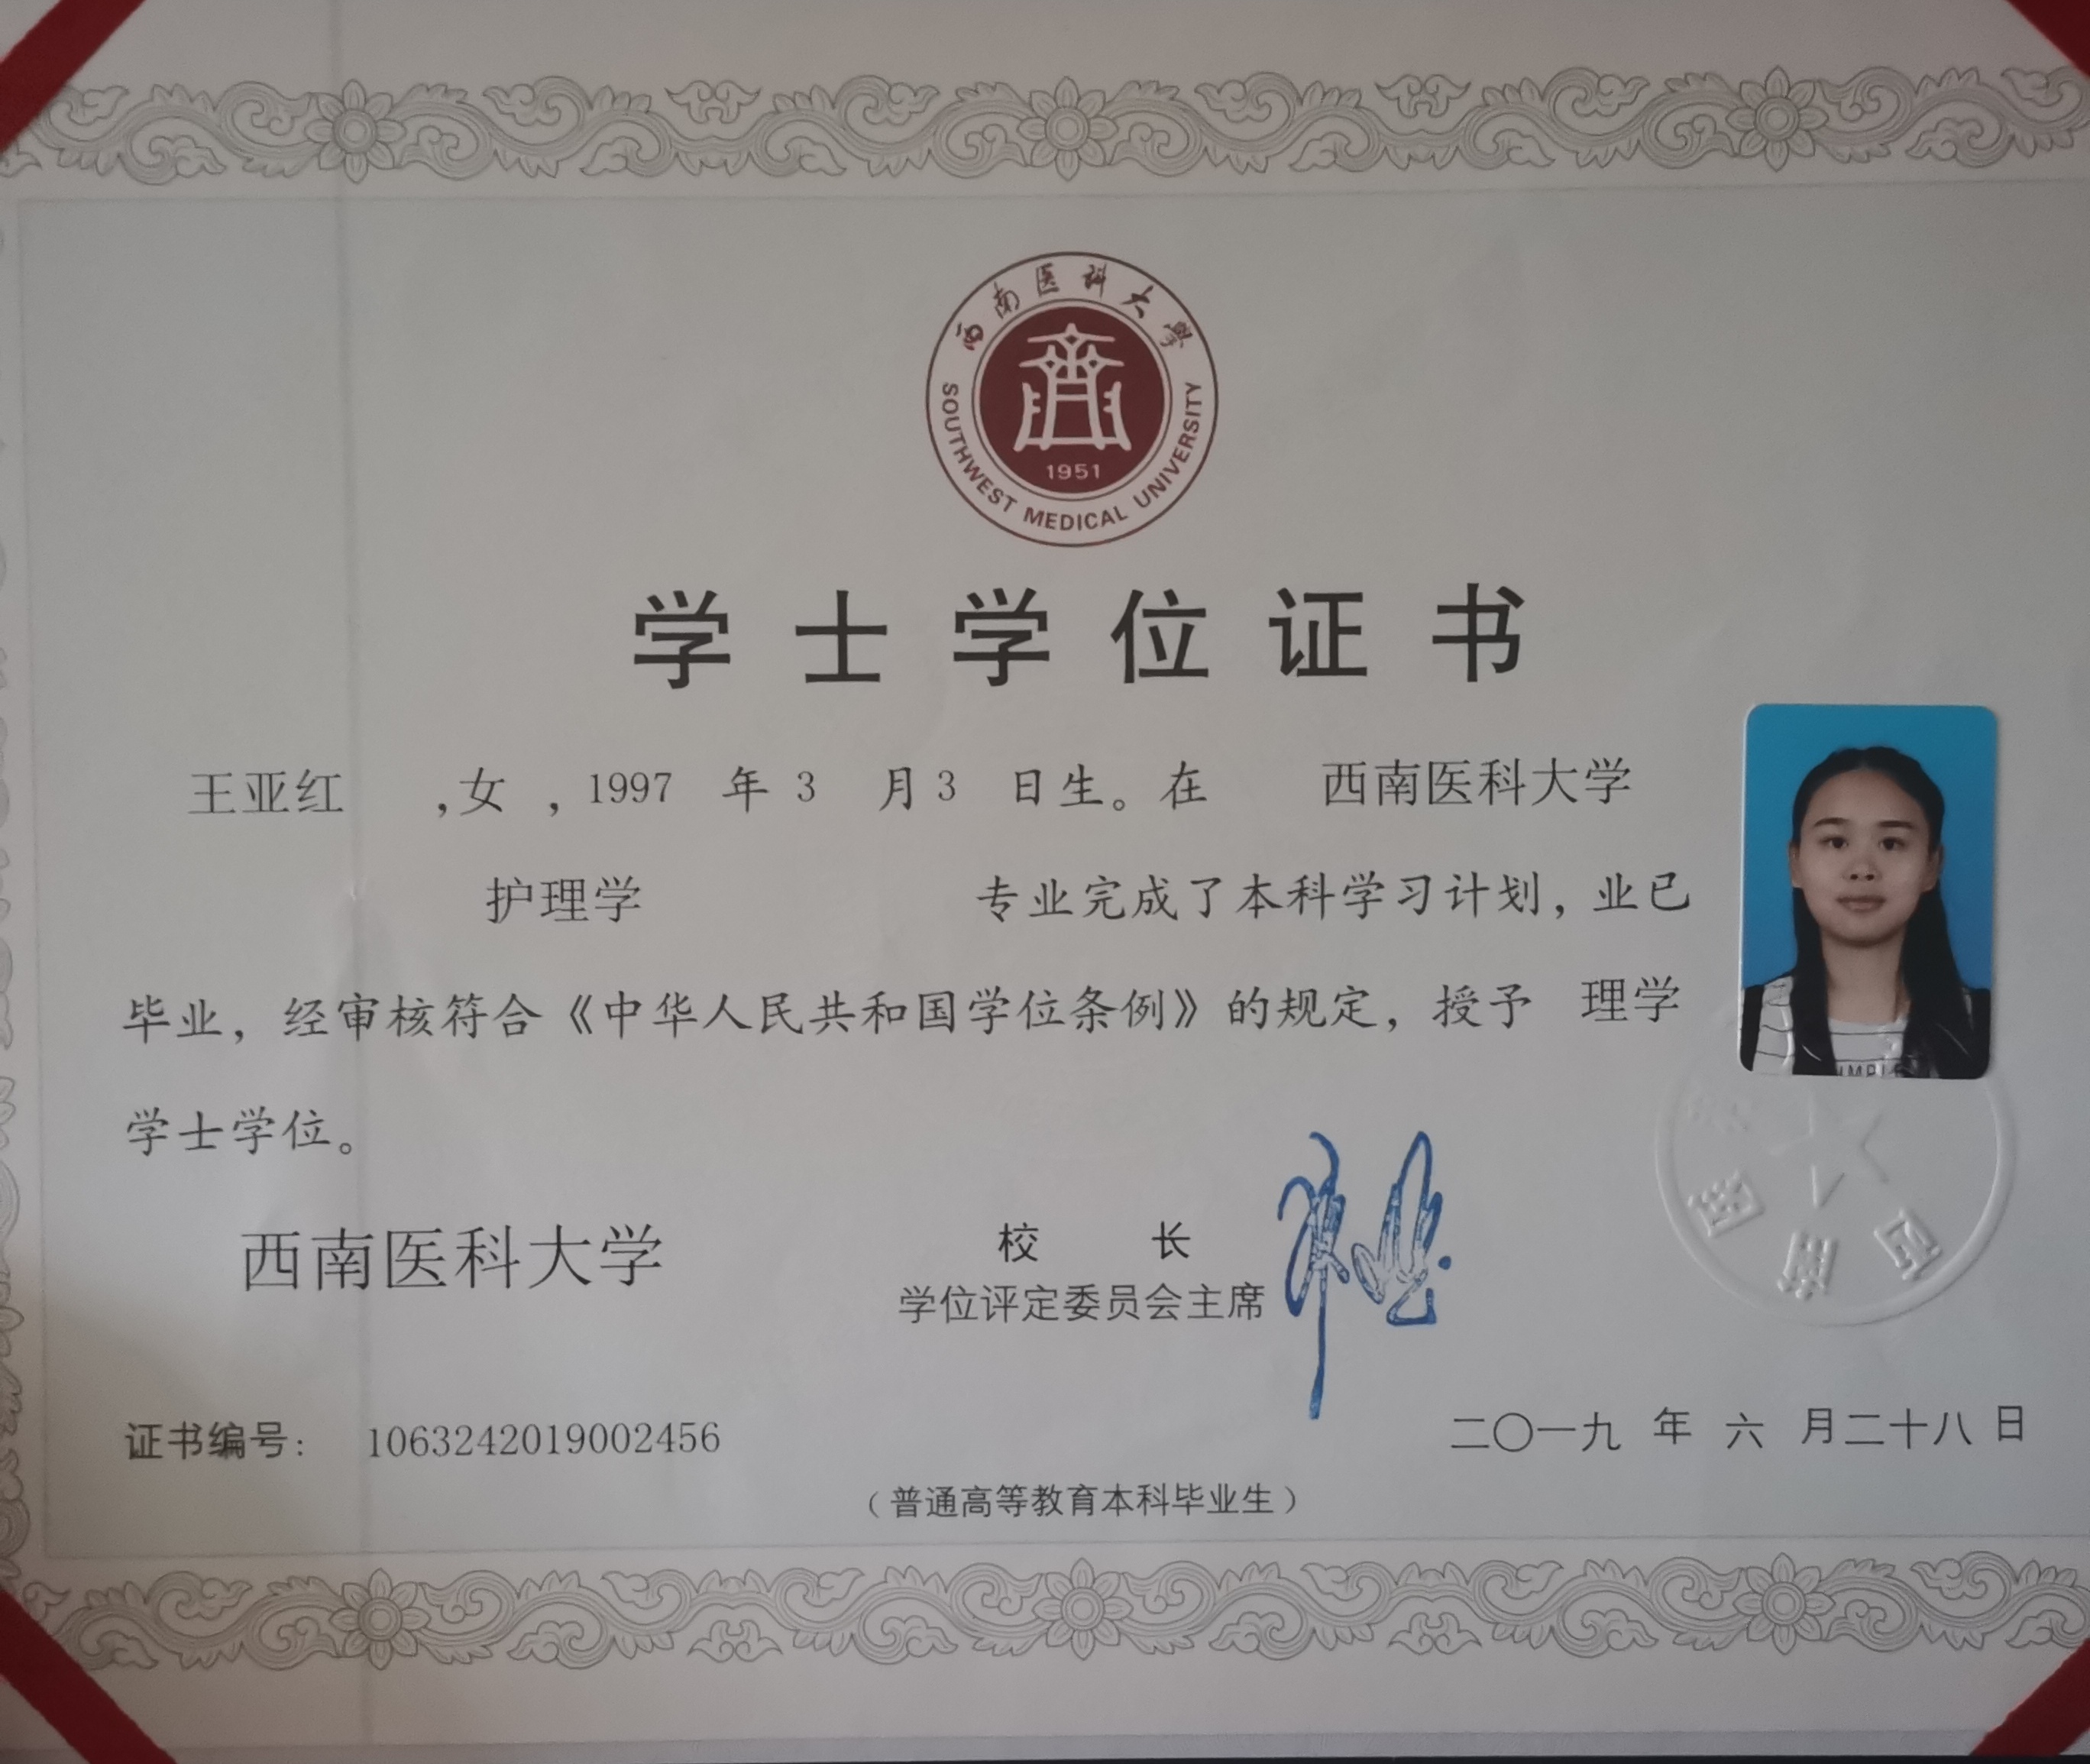 西南医科大学
SOUTHWEST MEDICAL UNIVERSITY
1951
学士学位证书
王亚红 ,女 , 1997 年 3 月 3 日生。在 西南医科大学
护理学 专业完成了本科学习计划，业已
毕业，经审核符合《中华人民共和国学位条例》的规定，授予 理学
学士学位。
西南医科大学
校 长
学位评定委员会主席
证书编号： 1063242019002456
二〇一九 年 六 月二十八 日
（普通高等教育本科毕业生）